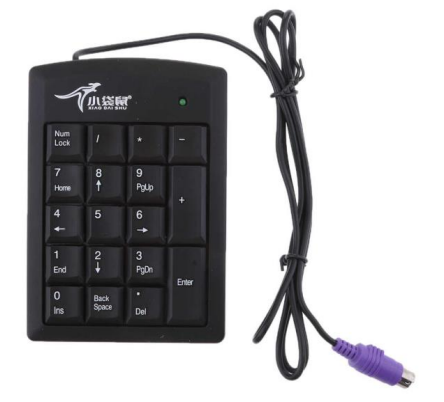 小袋鼠®
XIAO DAI SHU
Num Lock / * -
7 Home 8 ↑ 9 PgUp +
4 ← 5 6 →
1 End 2 ↓ 3 PgDn Enter
0 Ins Back Space . Del